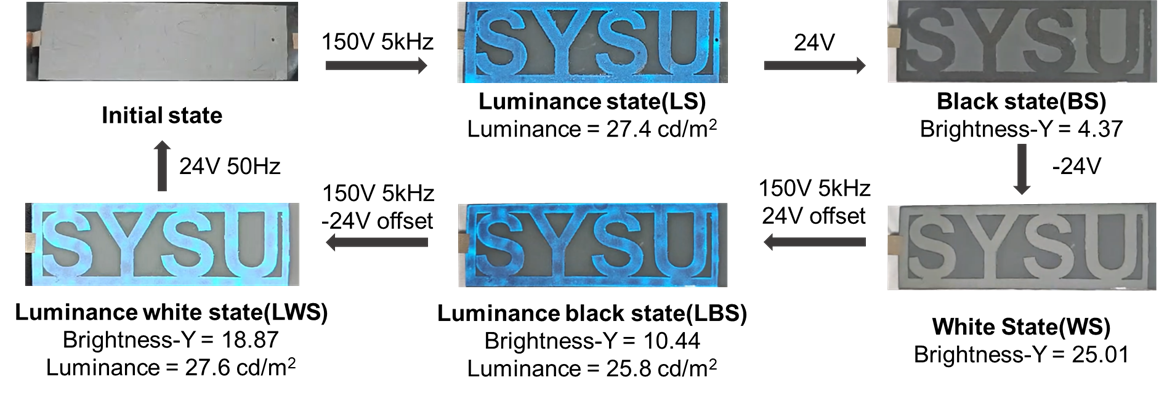 150V 5kHz
24V
SYSU
SYSU
SYSU
Initial state
Luminance state(LS)
Luminance = 27.4 cd/m²
Black state(BS)
Brightness-Y = 4.37
24V 50Hz
-24V
150V 5kHz
-24V offset
150V 5kHz
24V offset
SYSU
SYSU
Luminance white state(LWS)
Brightness-Y = 18.87
Luminance = 27.6 cd/m²
Luminance black state(LBS)
Brightness-Y = 10.44
Luminance = 25.8 cd/m²
White State(WS)
Brightness-Y = 25.01